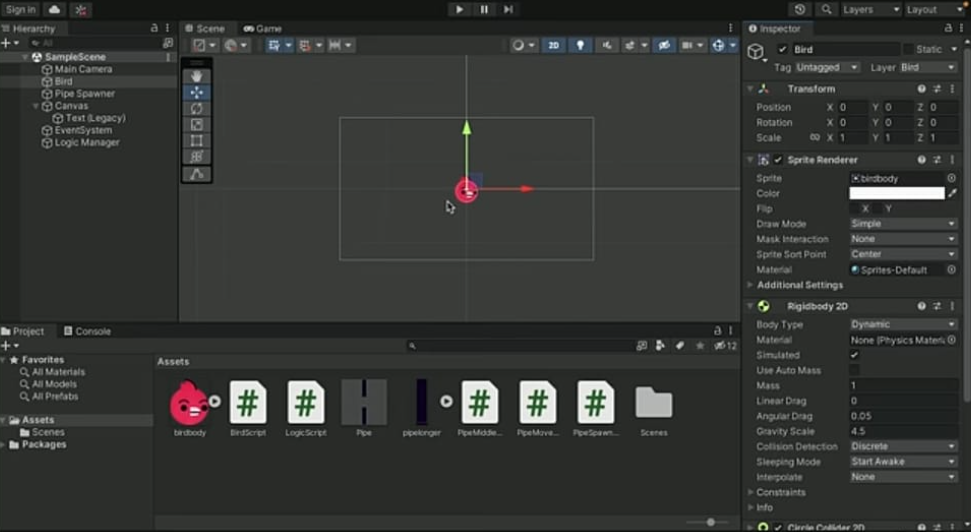 Sign in
Layers
Layout
Hierarchy
Scene
Game
Inspector
All
2D
SampleScene
Main Camera
Bird
Pipe Spawner
Canvas
Text (Legacy)
EventSystem
Logic Manager
Bird
Static
Tag Untagged Layer Bird
Transform
Position X 0 Y 0 Z 0
Rotation X 0 Y 0 Z 0
Scale X 1 Y 1 Z 1
Sprite Renderer
Sprite birdbody
Color
Flip X Y
Draw Mode Simple
Mask Interaction None
Sprite Sort Point Center
Material Sprites-Default
Additional Settings
Rigidbody 2D
Body Type Dynamic
Material None (Physics Materi
Simulated
Use Auto Mass
Mass 1
Linear Drag 0
Angular Drag 0.05
Gravity Scale 4.5
Collision Detection Discrete
Sleeping Mode Start Awake
Interpolate None
Constraints
Info
Circle Collider 2D
Project
Console
12
Favorites
All Materials
All Models
All Prefabs
Assets
Scenes
Packages
Assets
birdbody
BirdScript
LogicScript
Pipe
pipelonger
PipeMiddle...
PipeMove...
PipeSpawn...
Scenes